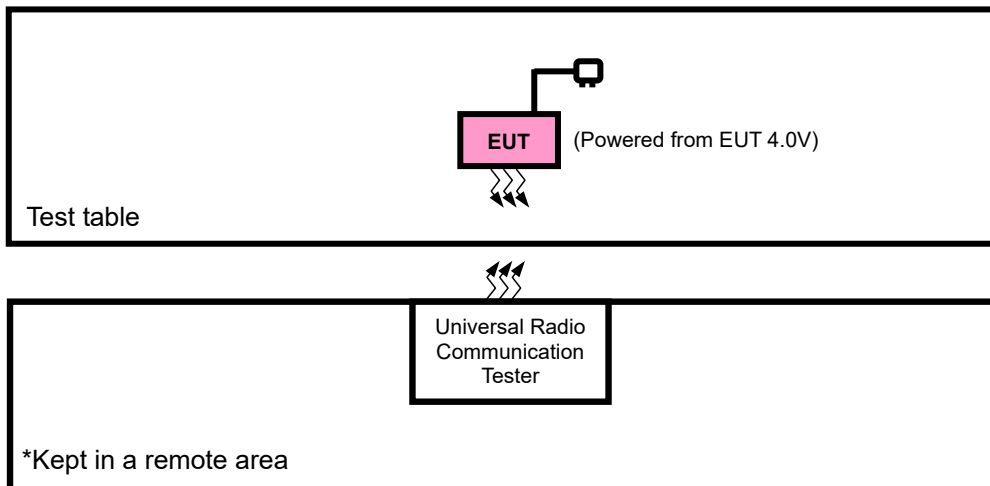 EUT
(Powered from EUT 4.0V)
Test table
Universal Radio
Communication
Tester
*Kept in a remote area